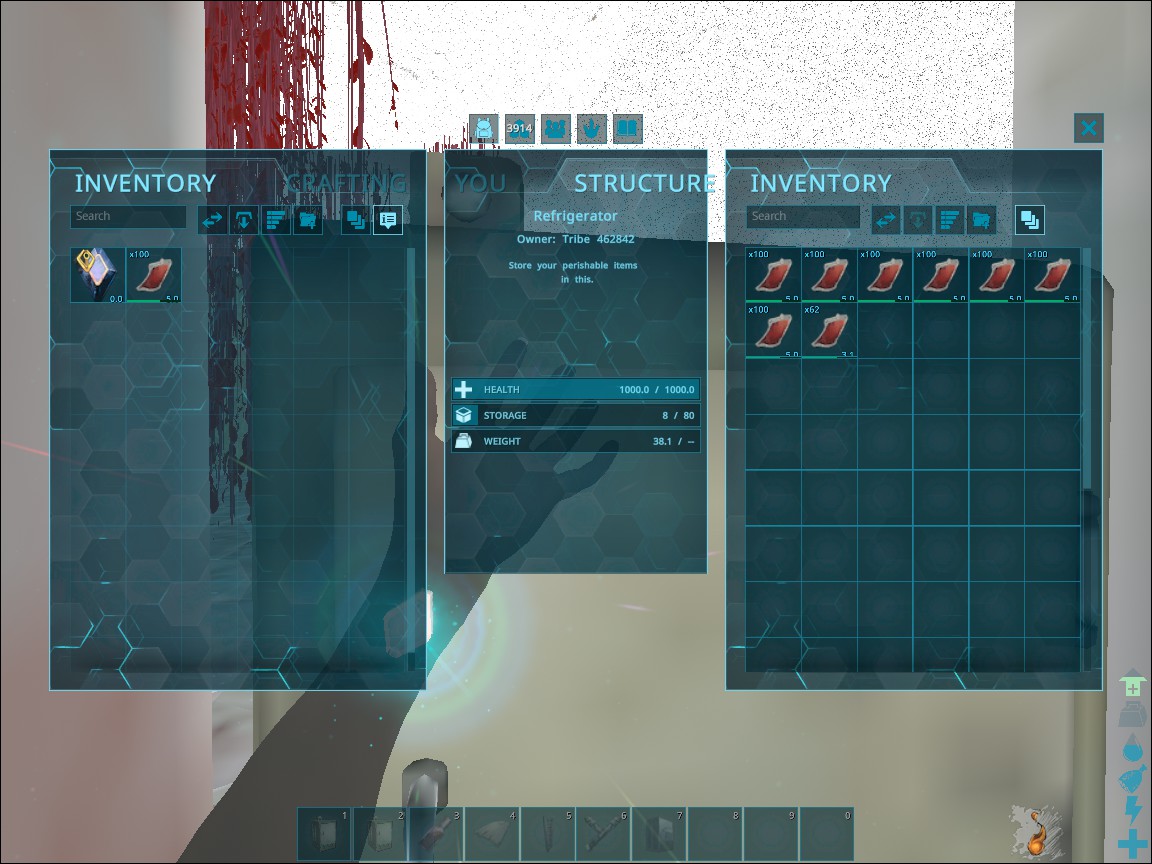 3914
INVENTORY
CRAFTING
YOU
STRUCTURE
INVENTORY
Search
Refrigerator
Search
Owner: Tribe 462842
Store your perishable items
in this.
x100
0.0
5.0
x100
x100
x100
x100
x100
x100
5.0
5.0
5.0
5.0
5.0
5.0
x100
x62
5.0
3.1
HEALTH
1000.0 / 1000.0
STORAGE
8 / 80
WEIGHT
38.1 / --
1
2
3
4
5
6
7
8
9
0